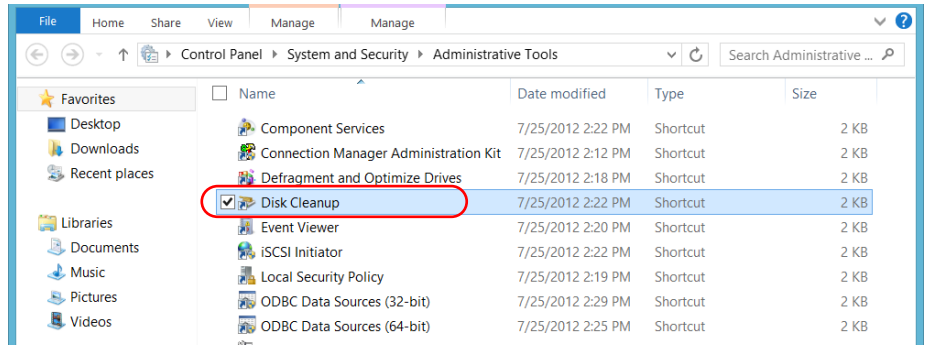 File Home Share View Manage Manage
Control Panel System and Security Administrative Tools Search Administrative ...
Favorites
Desktop
Downloads
Recent places
Libraries
Documents
Music
Pictures
Videos
Name Date modified Type Size
Component Services 7/25/2012 2:22 PM Shortcut 2 KB
Connection Manager Administration Kit 7/25/2012 2:12 PM Shortcut 2 KB
Defragment and Optimize Drives 7/25/2012 2:18 PM Shortcut 2 KB
Disk Cleanup 7/25/2012 2:22 PM Shortcut 2 KB
Event Viewer 7/25/2012 2:20 PM Shortcut 2 KB
iSCSI Initiator 7/25/2012 2:22 PM Shortcut 2 KB
Local Security Policy 7/25/2012 2:19 PM Shortcut 2 KB
ODBC Data Sources (32-bit) 7/25/2012 2:29 PM Shortcut 2 KB
ODBC Data Sources (64-bit) 7/25/2012 2:25 PM Shortcut 2 KB